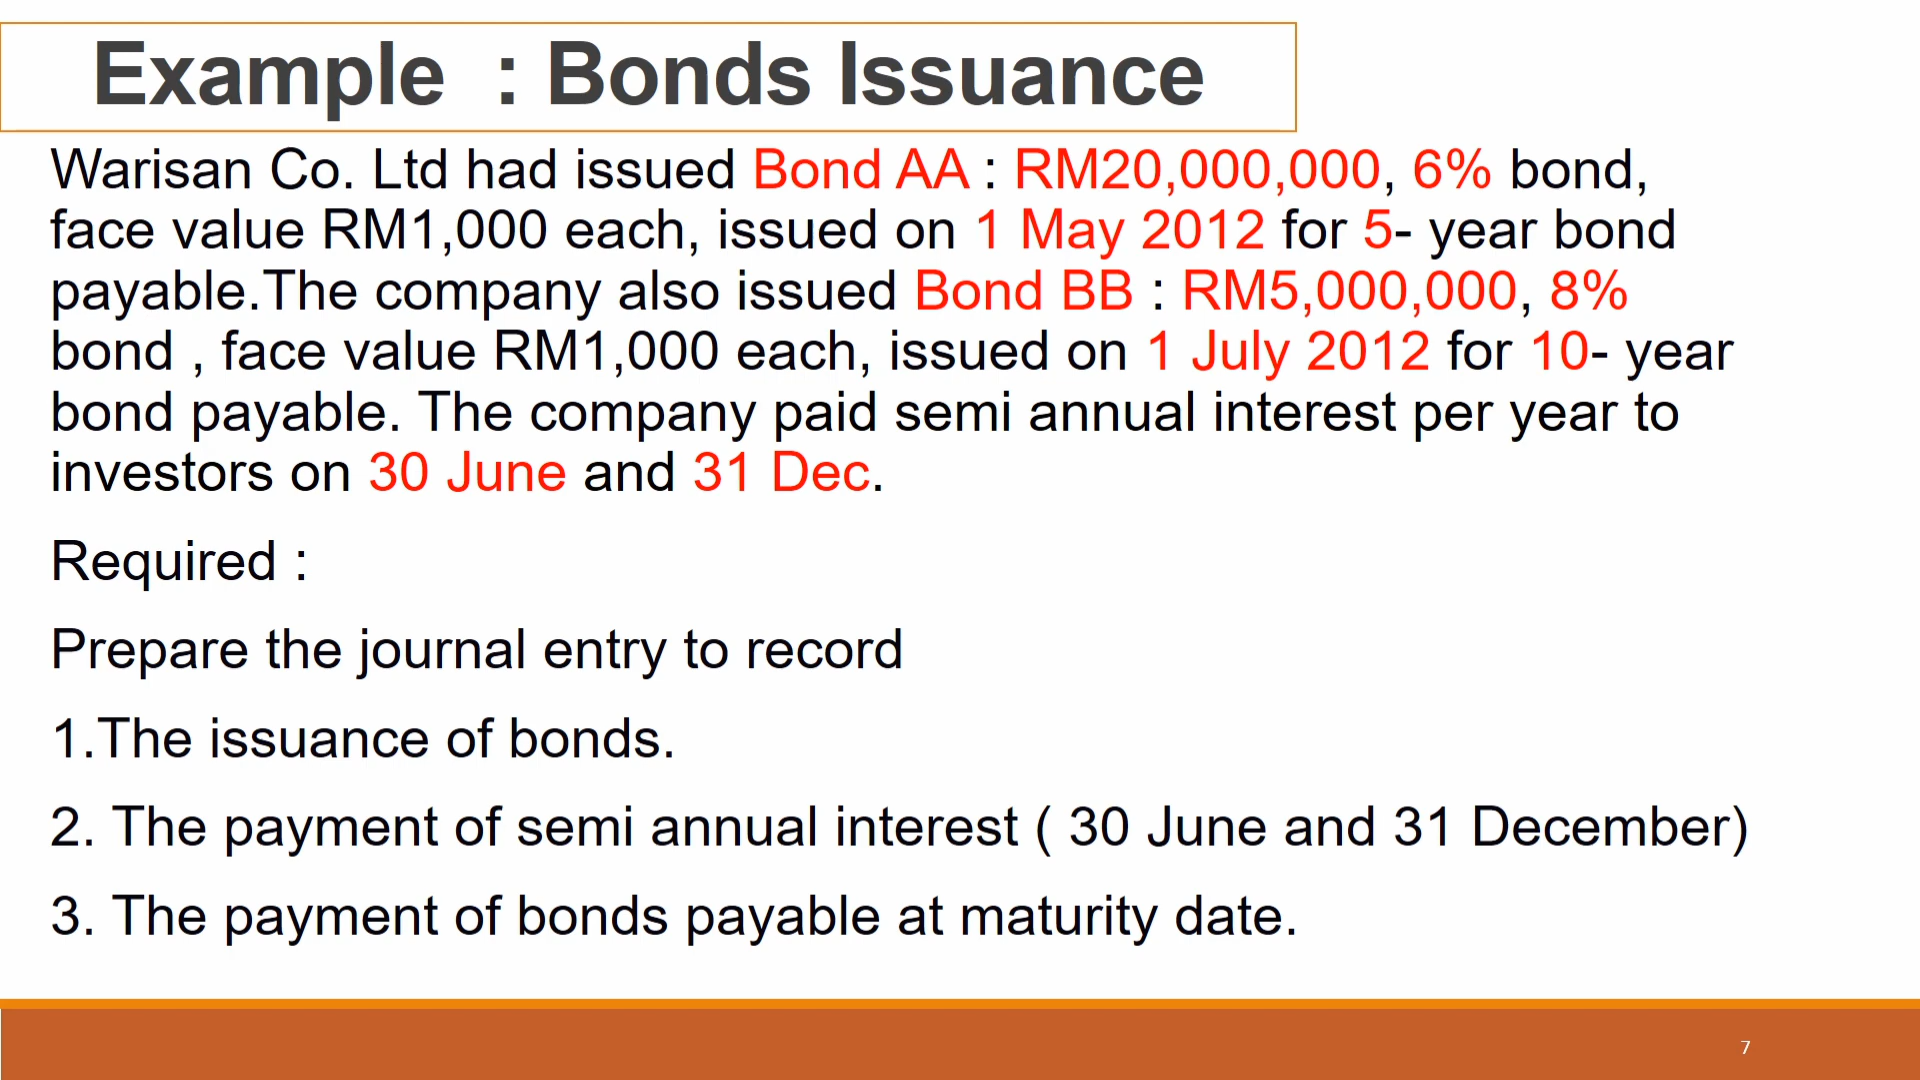 Example  : Bonds Issuance
Warisan Co. Ltd had issued Bond AA : RM20,000,000, 6% bond,
face value RM1,000 each, issued on 1 May 2012 for 5- year bond
payable.The company also issued Bond BB : RM5,000,000, 8%
bond , face value RM1,000 each, issued on 1 July 2012 for 10- year
bond payable. The company paid semi annual interest per year to
investors on 30 June and 31 Dec.
Required :
Prepare the journal entry to record
1.The issuance of bonds.
2. The payment of semi annual interest ( 30 June and 31 December)
3. The payment of bonds payable at maturity date.
7